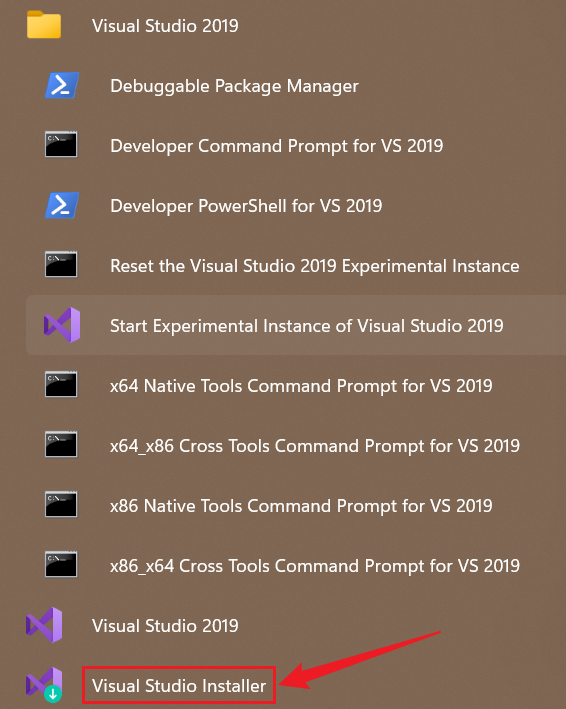 Visual Studio 2019
Debuggable Package Manager
Developer Command Prompt for VS 2019
Developer PowerShell for VS 2019
Reset the Visual Studio 2019 Experimental Instance
Start Experimental Instance of Visual Studio 2019
x64 Native Tools Command Prompt for VS 2019
x64_x86 Cross Tools Command Prompt for VS 2019
x86 Native Tools Command Prompt for VS 2019
x86_x64 Cross Tools Command Prompt for VS 2019
Visual Studio 2019
Visual Studio Installer